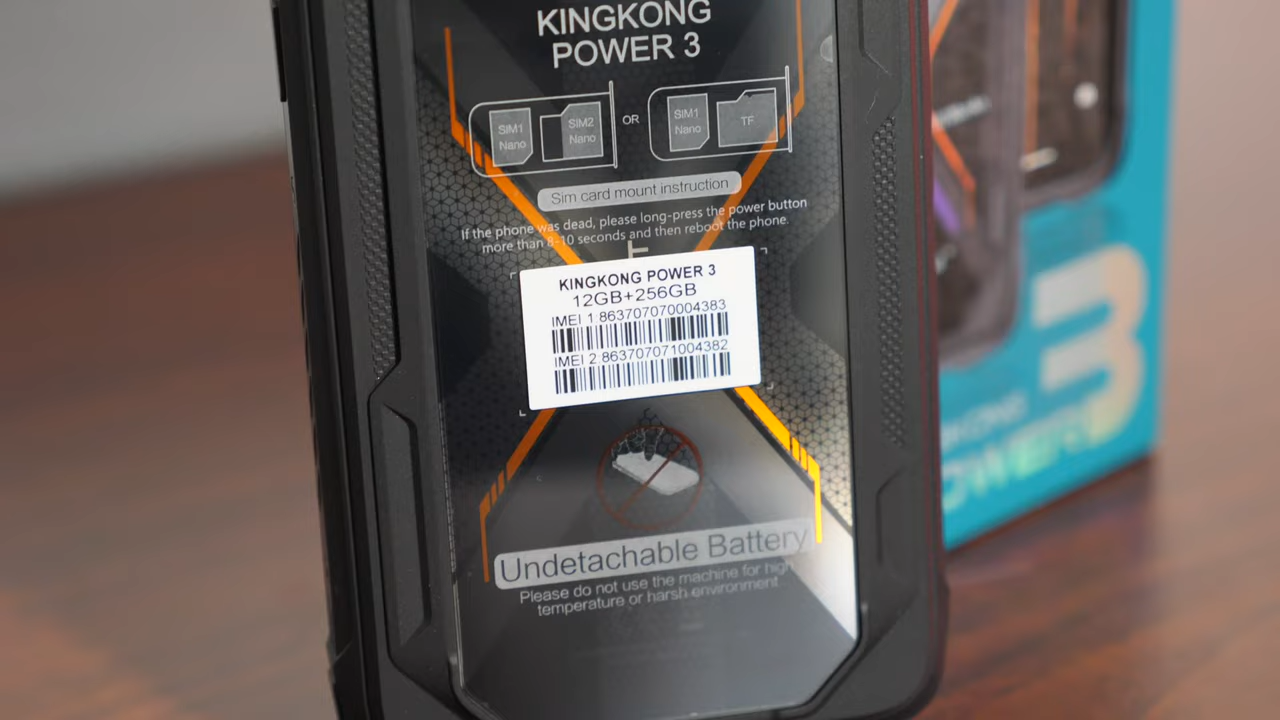 KINGKONG
POWER 3
SIM1
Nano
SIM2
Nano
OR
SIM1
Nano
TF
Sim card mount instruction
If the phone was dead, please long-press the power button
more than 8-10 seconds and then reboot the phone.
KINGKONG POWER 3
12GB+256GB
IMEI 1.863707070004383
IMEI 2.863707071004382
Undetachable Battery
Please do not use the machine for high
temperature or harsh environment
3